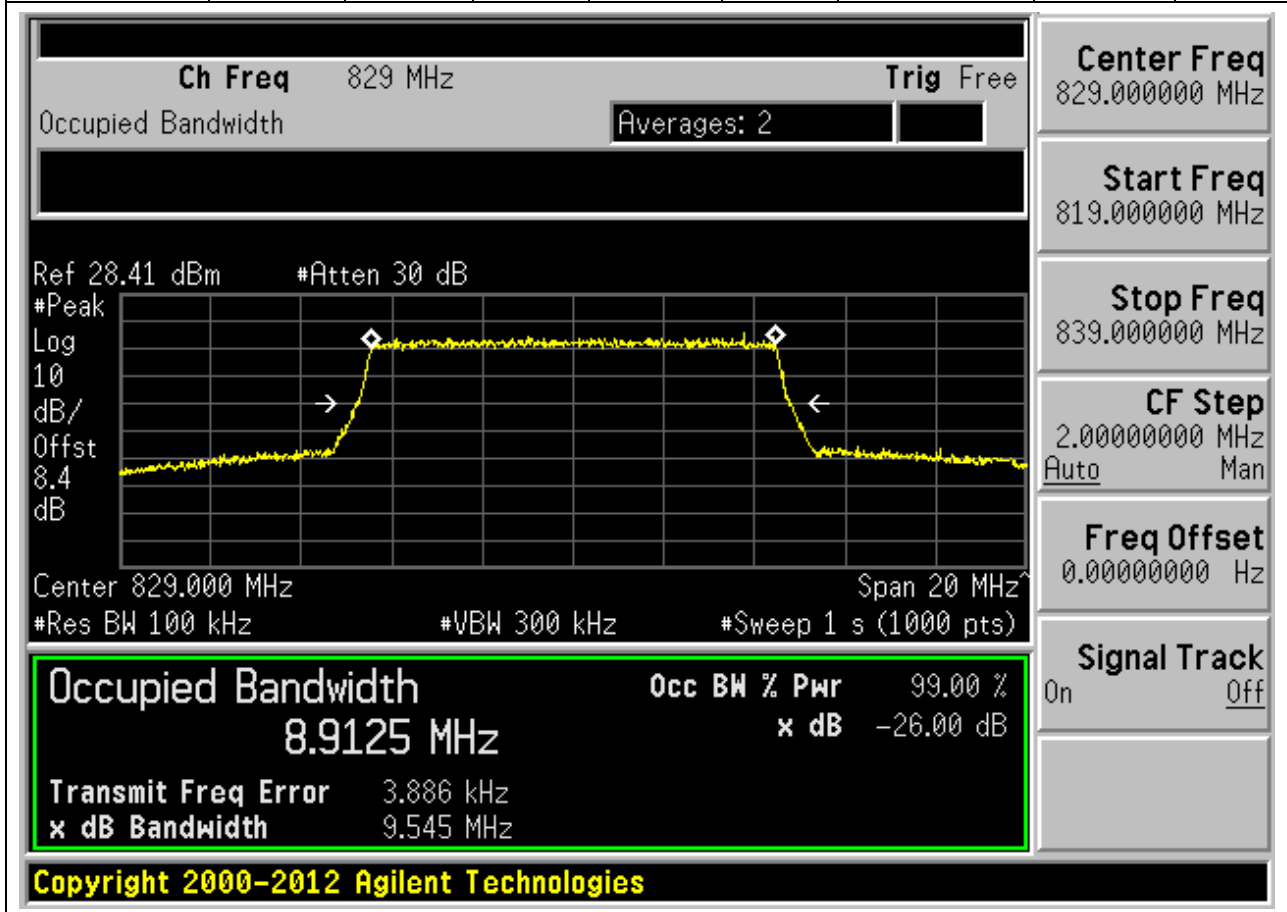 Ch Freq 829 MHz Trig Free
Occupied Bandwidth Averages: 2
Ref 28.41 dBm #Atten 30 dB
#Peak
Log
10
dB/
Offst
8.4
dB
Center 829.000 MHz Span 20 MHz^
#Res BW 100 kHz #VBW 300 kHz #Sweep 1 s (1000 pts)
Occupied Bandwidth Occ BW % Pwr 99.00 %
8.9125 MHz x dB -26.00 dB
Transmit Freq Error 3.886 kHz
x dB Bandwidth 9.545 MHz
Copyright 2000-2012 Agilent Technologies
Center Freq
829.000000 MHz
Start Freq
819.000000 MHz
Stop Freq
839.000000 MHz
CF Step
2.00000000 MHz
Auto Man
Freq Offset
0.00000000 Hz
Signal Track
On Off